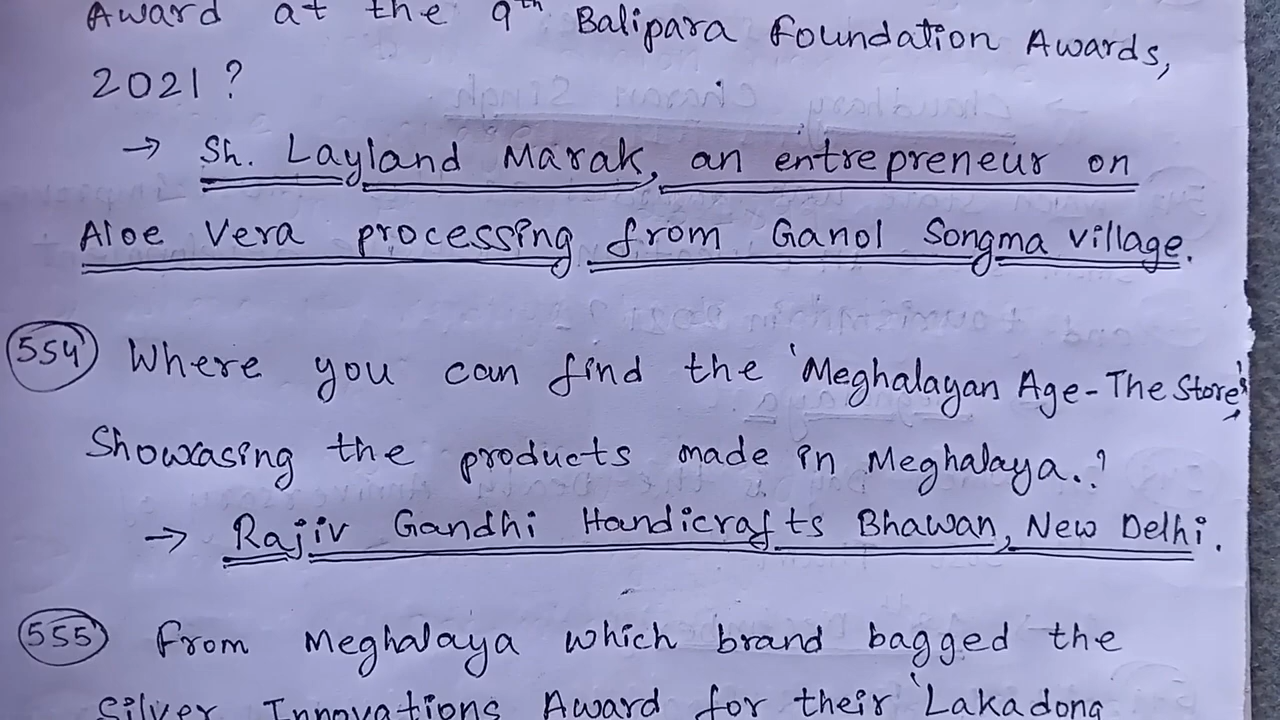 Award at the 9th Balipara Foundation Awards,
2021?
→ Sh. Layland Marak, an entrepreneur on
Aloe Vera processing from Ganol Songma village.
554 Where you can find the 'Meghalayan Age-The Store',
Showcasing the products made in Meghalaya.?
→ Rajiv Gandhi Handicrafts Bhawan, New Delhi.
555 From Meghalaya which brand bagged the
Silver Innovations Award for their 'Lakadong